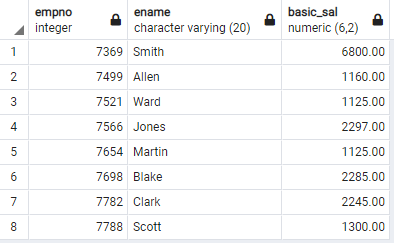 empno ename basic_sal
integer character varying (20) numeric (6,2)
1 7369 Smith 6800.00
2 7499 Allen 1160.00
3 7521 Ward 1125.00
4 7566 Jones 2297.00
5 7654 Martin 1125.00
6 7698 Blake 2285.00
7 7782 Clark 2245.00
8 7788 Scott 1300.00